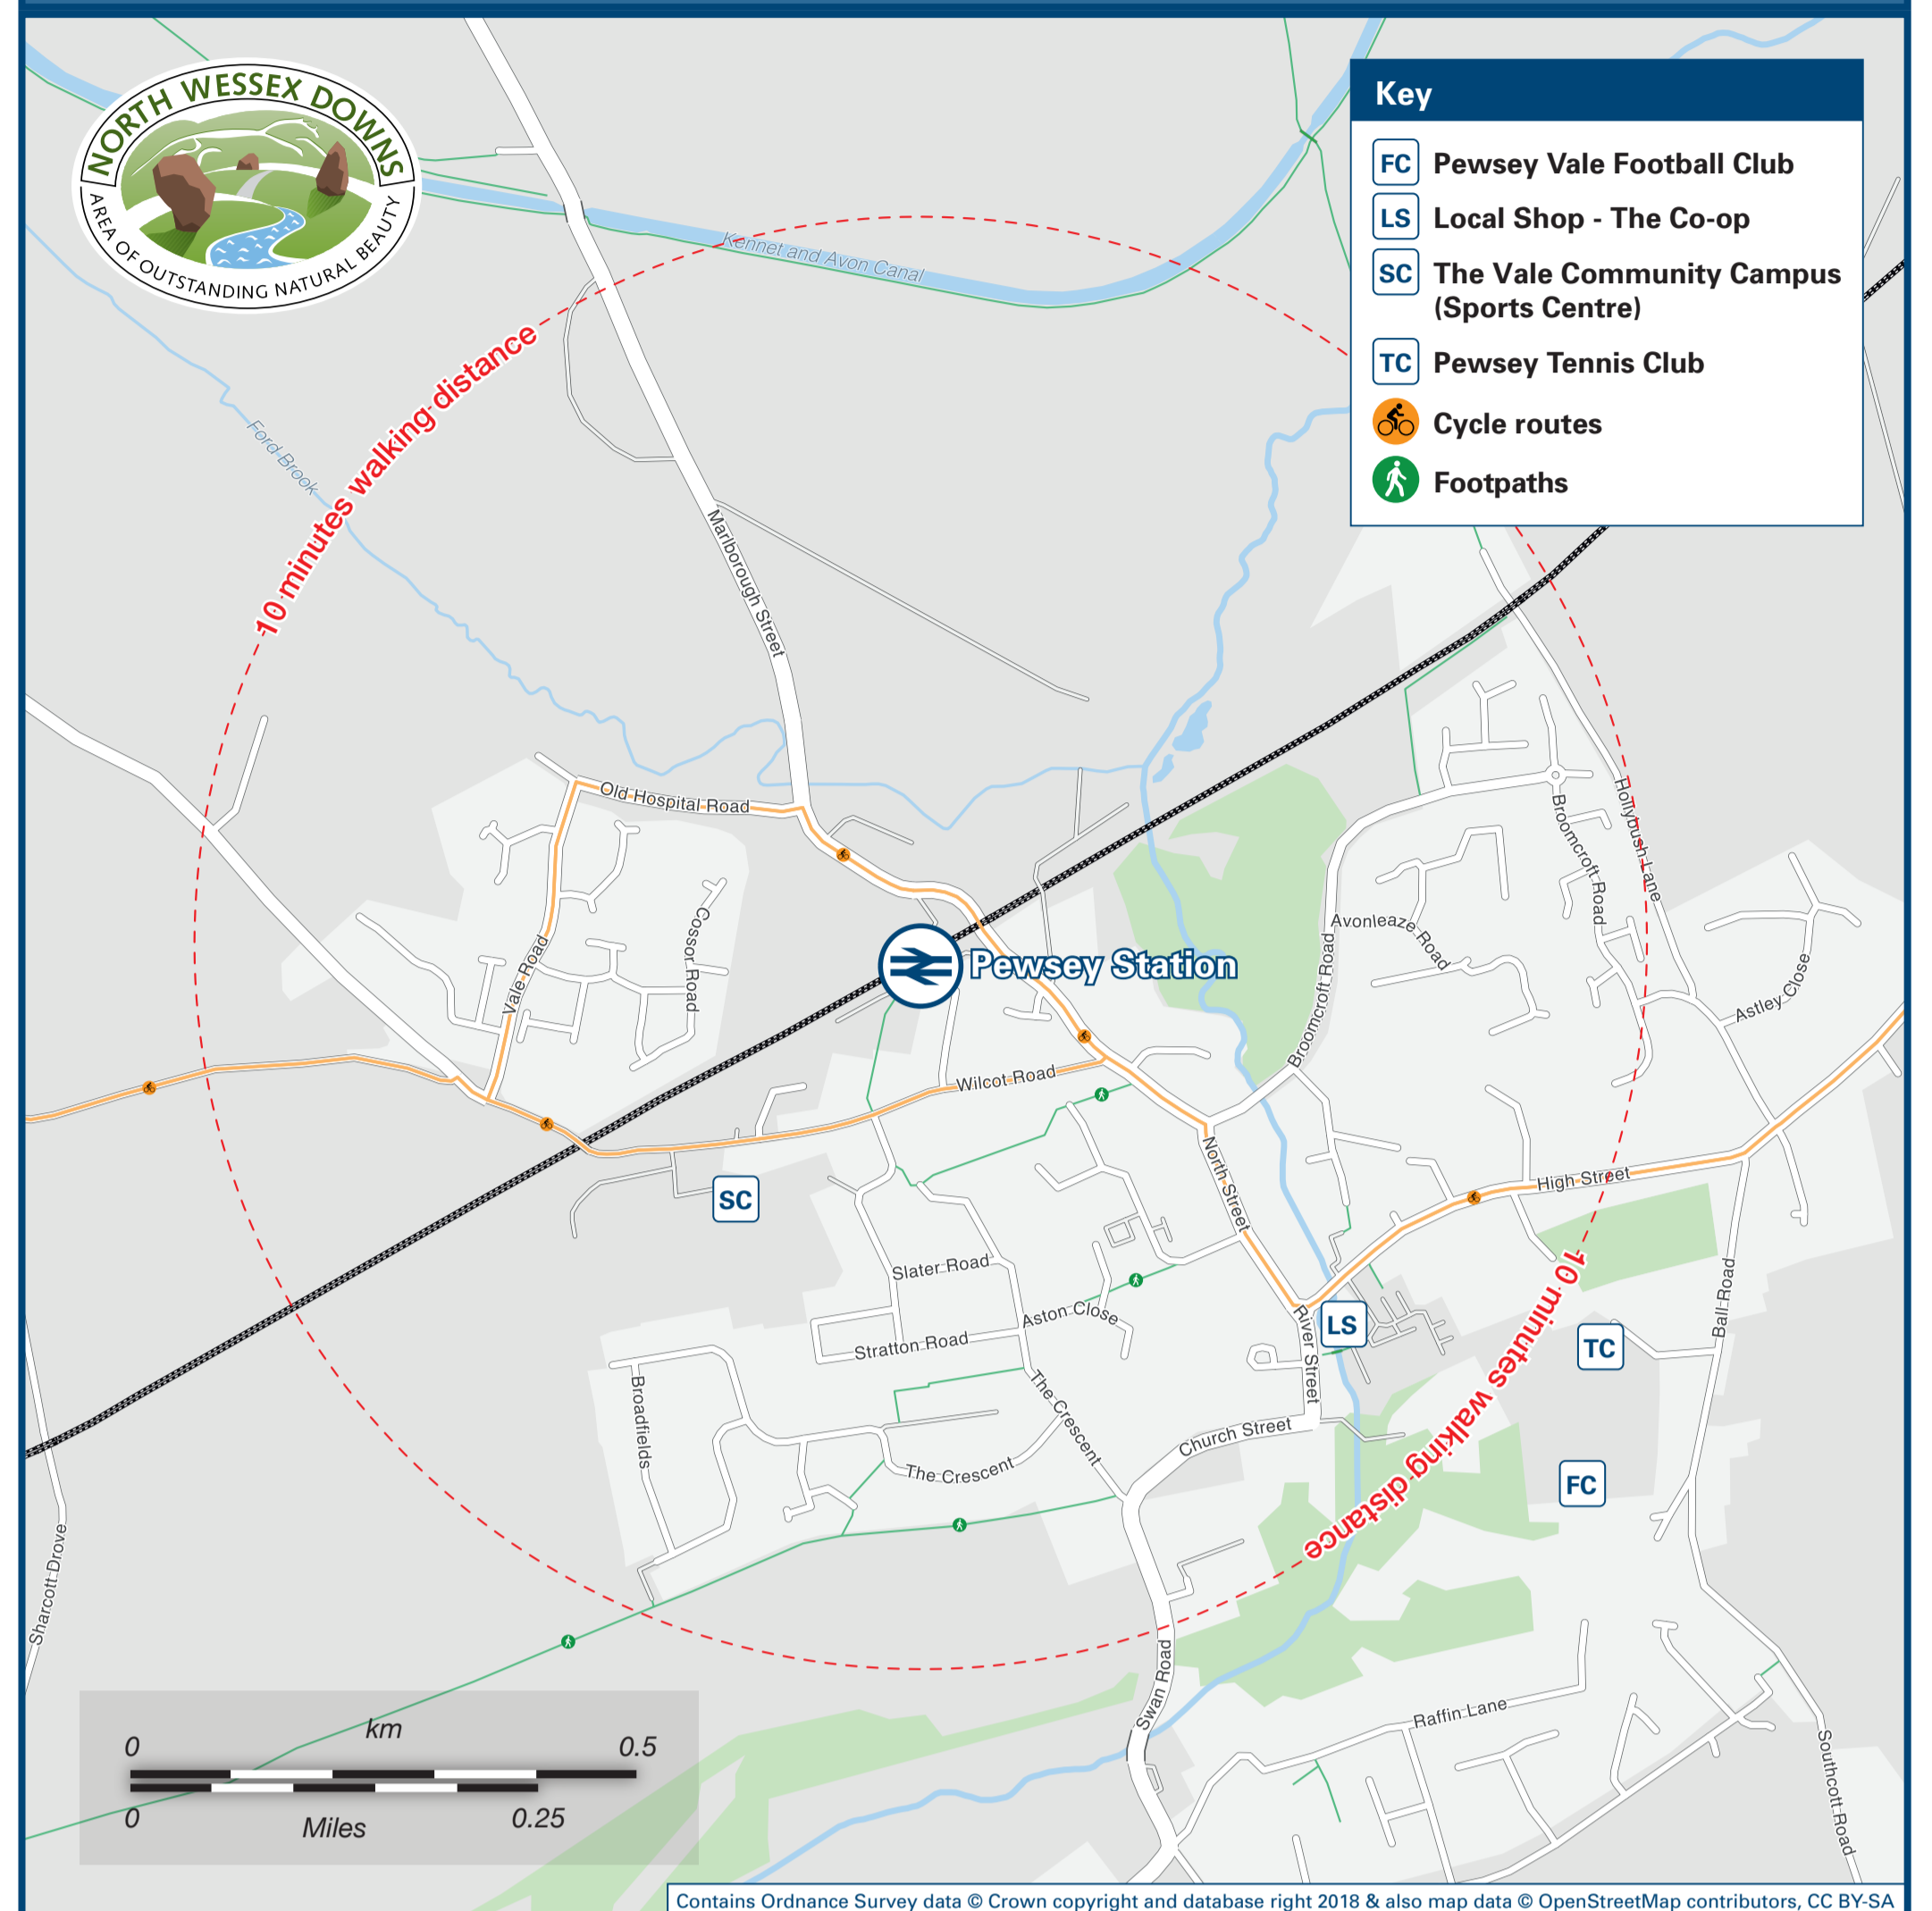 NORTH WESSEX DOWNS
AREA OF OUTSTANDING NATURAL BEAUTY
Key
FC Pewsey Vale Football Club
LS Local Shop - The Co-op
SC The Vale Community Campus
(Sports Centre)
TC Pewsey Tennis Club
Cycle routes
Footpaths
Kennet and Avon Canal
10 minutes walking distance
Ford Brook
Marlborough Street
Old Hospital Road
Hollybush Lane
Broomcroft Road
Cossor Road
Avonleaze Road
Vale Road
Pewsey Station
Broomcroft Road
Astley Close
Wilcot Road
North Street
High Street
SC
Slater Road
Aston Close
Stratton Road
River Street
LS
TC
Ball Road
10 minutes walking distance
Broadfields
The Crescent
Church Street
The Crescent
FC
Sharcott Drove
Swan Road
Raffin Lane
Southcott Road
km
0 0.5
0 0.25
Miles
Contains Ordnance Survey data © Crown copyright and database right 2018 & also map data © OpenStreetMap contributors, CC BY-SA